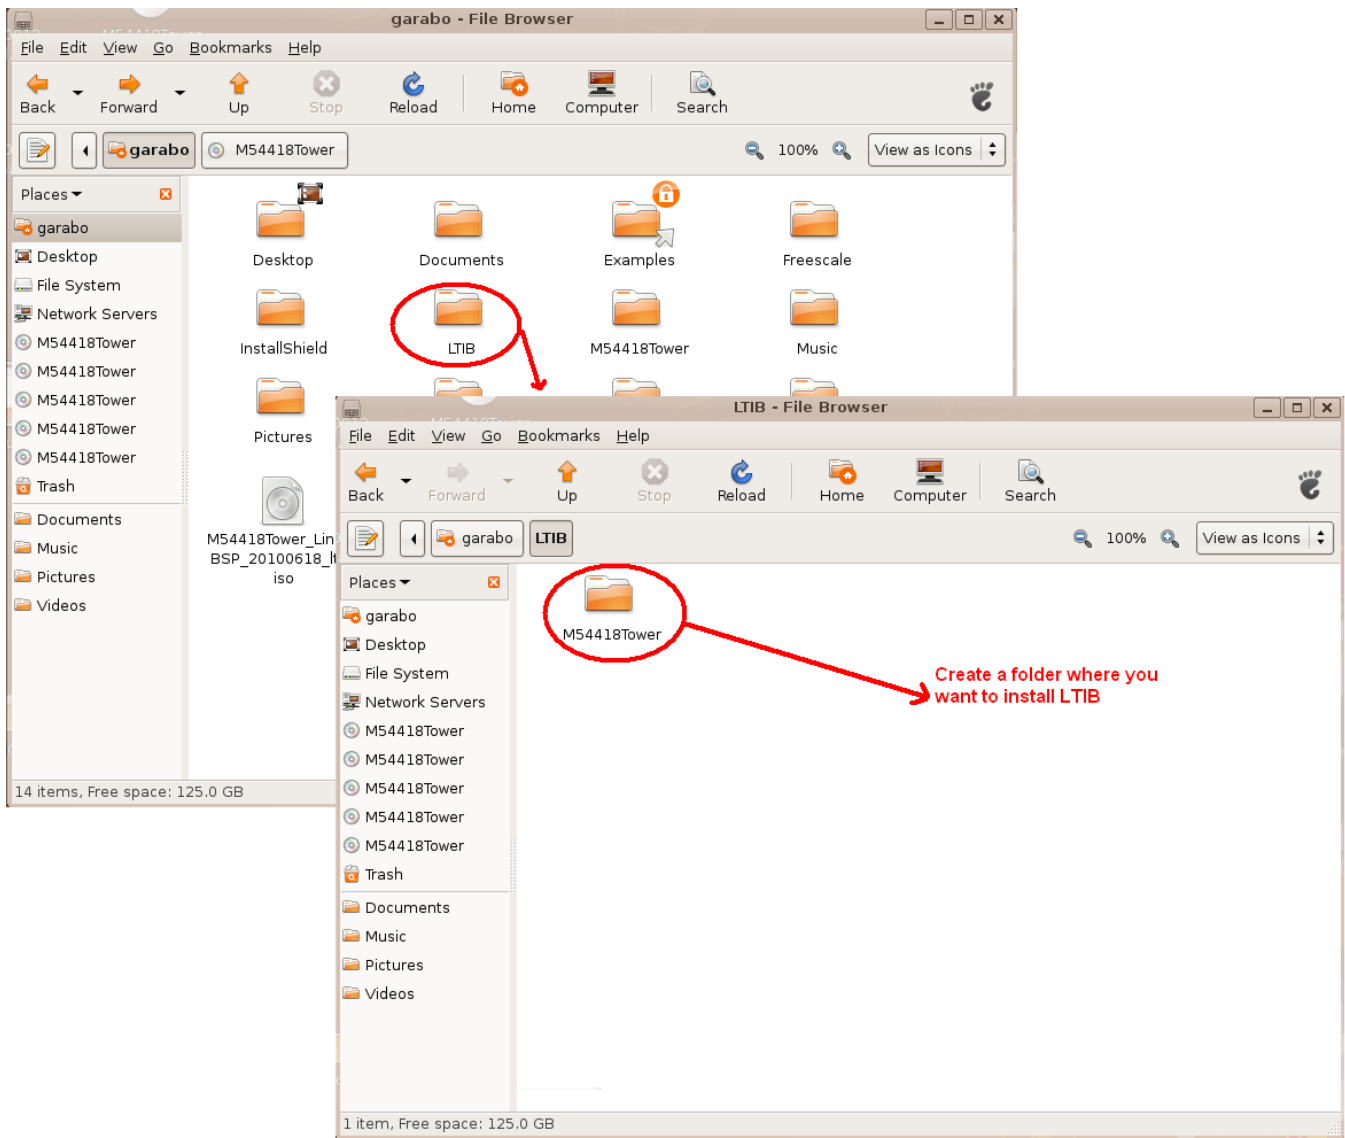 garabo - File Browser
File Edit View Go Bookmarks Help
Back Forward Up Stop Reload Home Computer Search
garabo M54418Tower 100% View as Icons
Places
garabo
Desktop
File System
Network Servers
M54418Tower
M54418Tower
M54418Tower
M54418Tower
M54418Tower
Trash
Documents
Music
Pictures
Videos
Desktop Documents Examples Freescale
InstallShield LTIB M54418Tower Music
Pictures
M54418Tower_Lin
BSP_20100618_lt
iso
14 items, Free space: 125.0 GB
LTIB - File Browser
File Edit View Go Bookmarks Help
Back Forward Up Stop Reload Home Computer Search
garabo LTIB 100% View as Icons
Places
garabo
Desktop
File System
Network Servers
M54418Tower
M54418Tower
M54418Tower
M54418Tower
M54418Tower
Trash
Documents
Music
Pictures
Videos
M54418Tower
Create a folder where you
want to install LTIB
1 item, Free space: 125.0 GB